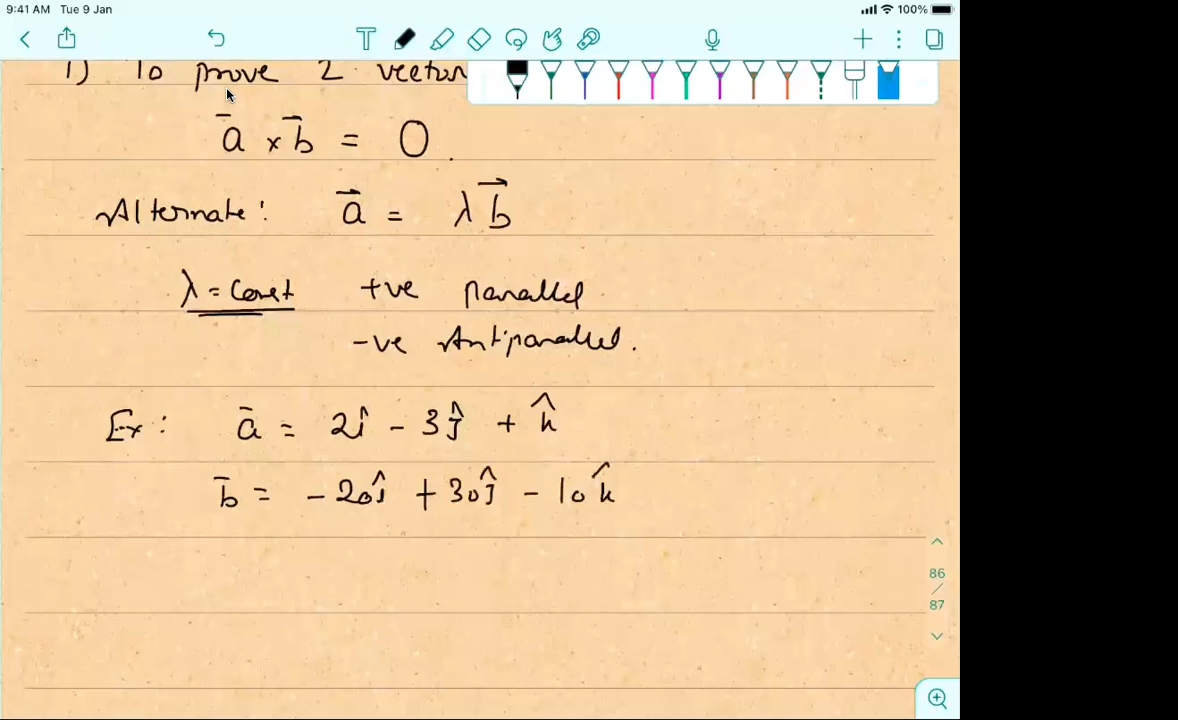 9:41 AM Tue 9 Jan 100%
1) To prove 2 vector
a̅ × b⃗ = 0.
Alternate: a⃗ = λb⃗
λ = Const +ve parallel
-ve Antiparallel.
Ex: a̅ = 2î - 3ĵ + k̂
b̅ = - 20î + 30ĵ - 10k̂
86
/
87